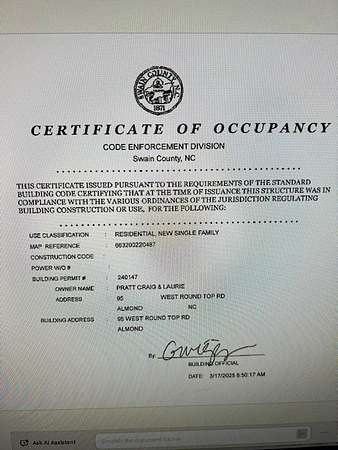 SWAIN COUNTY, N.C.
1871
CERTIFICATE OF OCCUPANCY
CODE ENFORCEMENT DIVISION
Swain County, NC
THIS CERTIFICATE ISSUED PURSUANT TO THE REQUIREMENTS OF THE STANDARD
BUILDING CODE CERTIFYING THAT AT THE TIME OF ISSUANCE THIS STRUCTURE WAS IN
COMPLIANCE WITH THE VARIOUS ORDINANCES OF THE JURISDICTION REGULATING
BUILDING CONSTRUCTION OR USE, FOR THE FOLLOWING:
USE CLASSIFICATION : RESIDENTIAL, NEW SINGLE FAMILY
MAP REFERENCE : 663200220487
CONSTRUCTION CODE :
POWER W/O # :
BUILDING PERMIT # : 240147
OWNER NAME : PRATT CRAIG & LAURIE
ADDRESS : 95 WEST ROUND TOP RD
ALMOND NC
BUILDING ADDRESS : 95 WEST ROUND TOP RD
ALMOND
By:
BUILDING OFFICIAL
DATE: 3/17/2025 8:50:17 AM
Ask AI Assistant